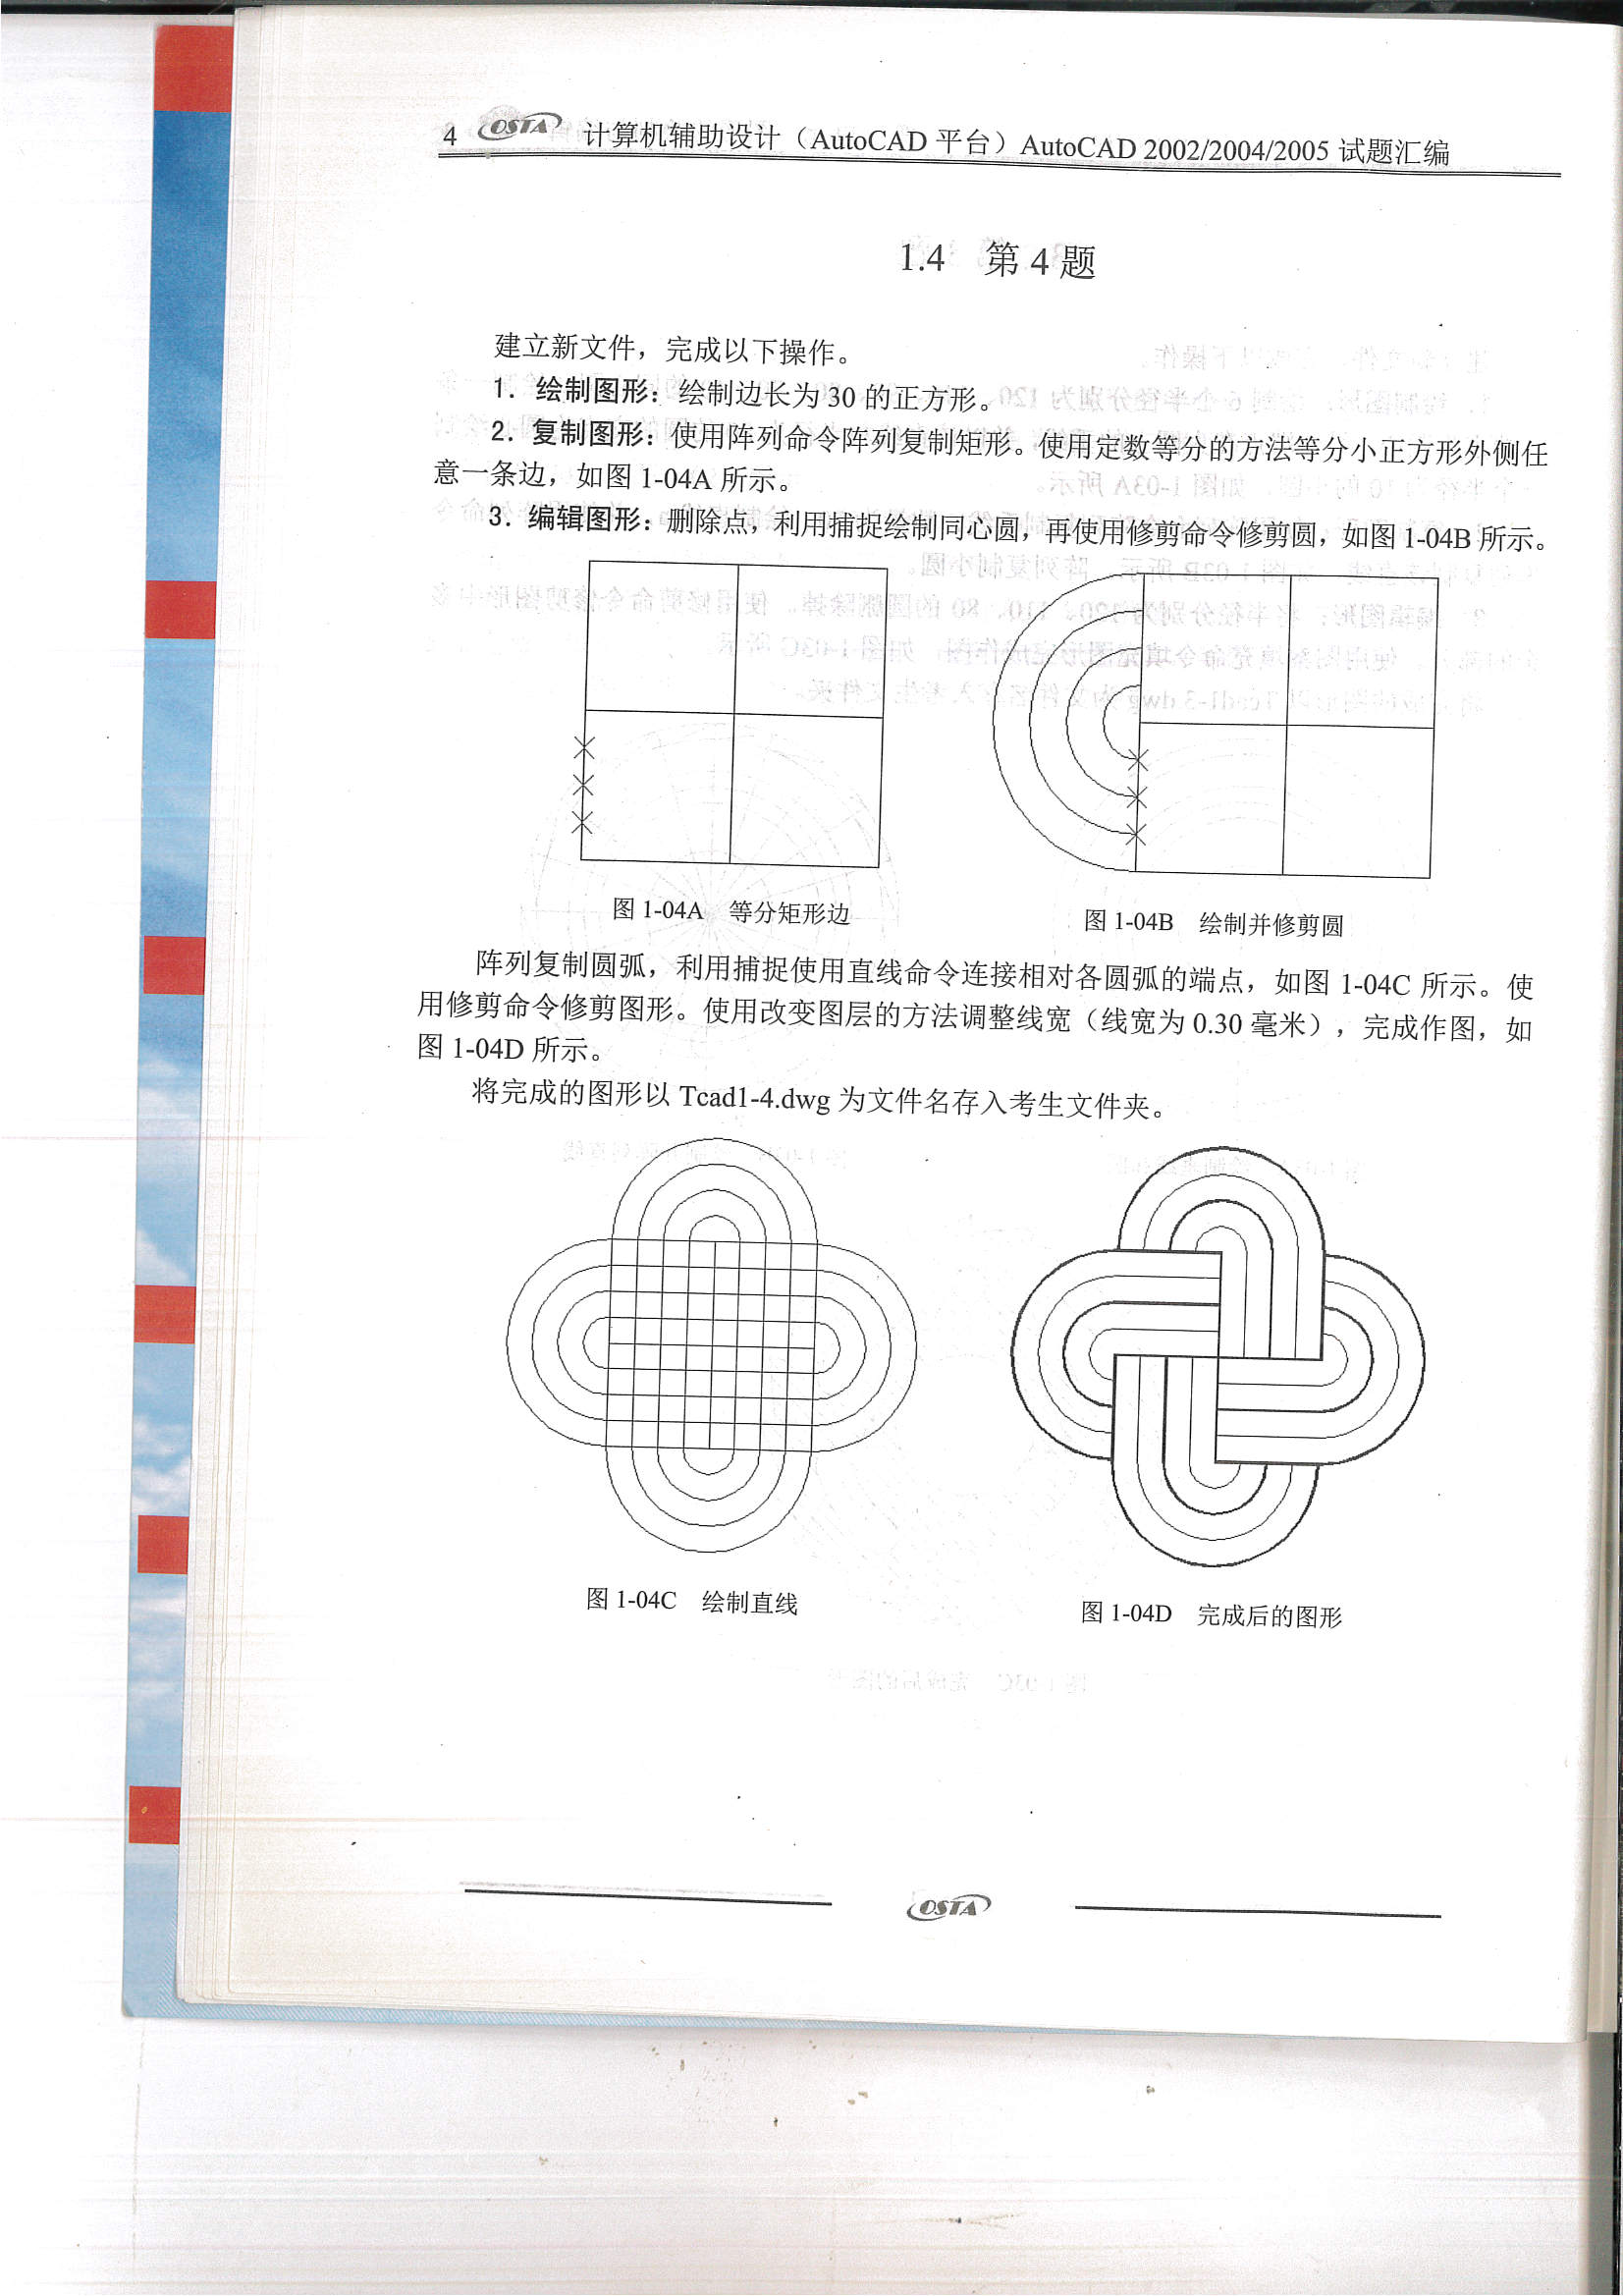 4 OSTA 计算机辅助设计（AutoCAD 平台）AutoCAD 2002/2004/2005 试题汇编
1.4 第 4 题
建立新文件，完成以下操作。
1．绘制图形：绘制边长为 30 的正方形。
2．复制图形：使用阵列命令阵列复制矩形。使用定数等分的方法等分小正方形外侧任
意一条边，如图 1-04A 所示。
3．编辑图形：删除点，利用捕捉绘制同心圆，再使用修剪命令修剪圆，如图 1-04B 所示。
图 1-04A 等分矩形边
图 1-04B 绘制并修剪圆
阵列复制圆弧，利用捕捉使用直线命令连接相对各圆弧的端点，如图 1-04C 所示。使
用修剪命令修剪图形。使用改变图层的方法调整线宽（线宽为 0.30 毫米），完成作图，如
图 1-04D 所示。
将完成的图形以 Tcad1-4.dwg 为文件名存入考生文件夹。
图 1-04C 绘制直线
图 1-04D 完成后的图形
OSTA